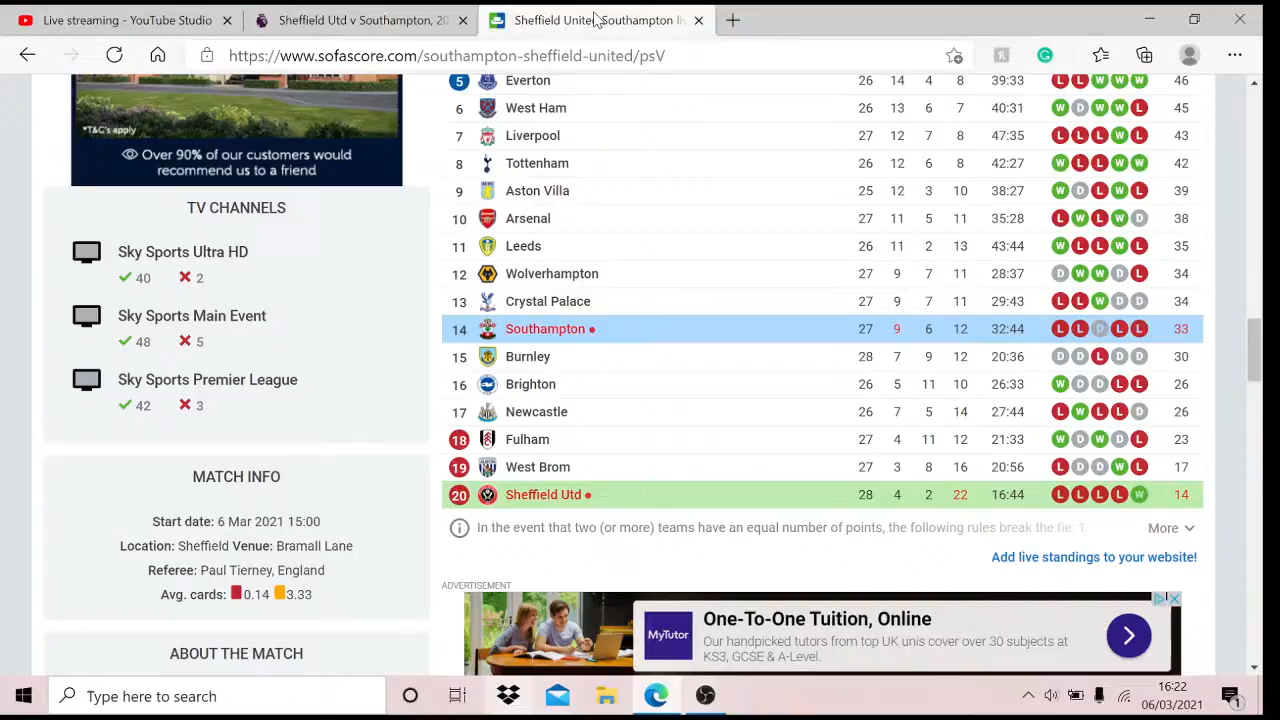 Live streaming - YouTube Studio
Sheffield Utd v Southampton, 20
Sheffield United Southampton li
https://www.sofascore.com/southampton-sheffield-united/psV
*T&C's apply
Over 90% of our customers would
recommend us to a friend
TV CHANNELS
Sky Sports Ultra HD
40 2
Sky Sports Main Event
48 5
Sky Sports Premier League
42 3
MATCH INFO
Start date: 6 Mar 2021 15:00
Location: Sheffield Venue: Bramall Lane
Referee: Paul Tierney, England
Avg. cards: 0.14 3.33
ABOUT THE MATCH
5 Everton 26 14 4 8 39:33 L L W W W 46
6 West Ham 26 13 6 7 40:31 W D W W L 45
7 Liverpool 27 12 7 8 47:35 L L L W L 43
8 Tottenham 26 12 6 8 42:27 W L L W W 42
9 Aston Villa 25 12 3 10 38:27 W D L W L 39
10 Arsenal 27 11 5 11 35:28 L W L W D 38
11 Leeds 26 11 2 13 43:44 W L L W L 35
12 Wolverhampton 27 9 7 11 28:37 D W W D L 34
13 Crystal Palace 27 9 7 11 29:43 L L W D D 34
14 Southampton 27 9 6 12 32:44 L L D L L 33
15 Burnley 28 7 9 12 20:36 D D L D D 30
16 Brighton 26 5 11 10 26:33 W D D L L 26
17 Newcastle 26 7 5 14 27:44 L W L L D 26
18 Fulham 27 4 11 12 21:33 W D W D L 23
19 West Brom 27 3 8 16 20:56 L D D W L 17
20 Sheffield Utd 28 4 2 22 16:44 L L L L W 14
In the event that two (or more) teams have an equal number of points, the following rules break the tie: 1. More
Add live standings to your website!
ADVERTISEMENT
MyTutor
One-To-One Tuition, Online
Our handpicked tutors from top UK unis cover over 30 subjects at
KS3, GCSE & A-Level.
Type here to search
16:22
06/03/2021
1